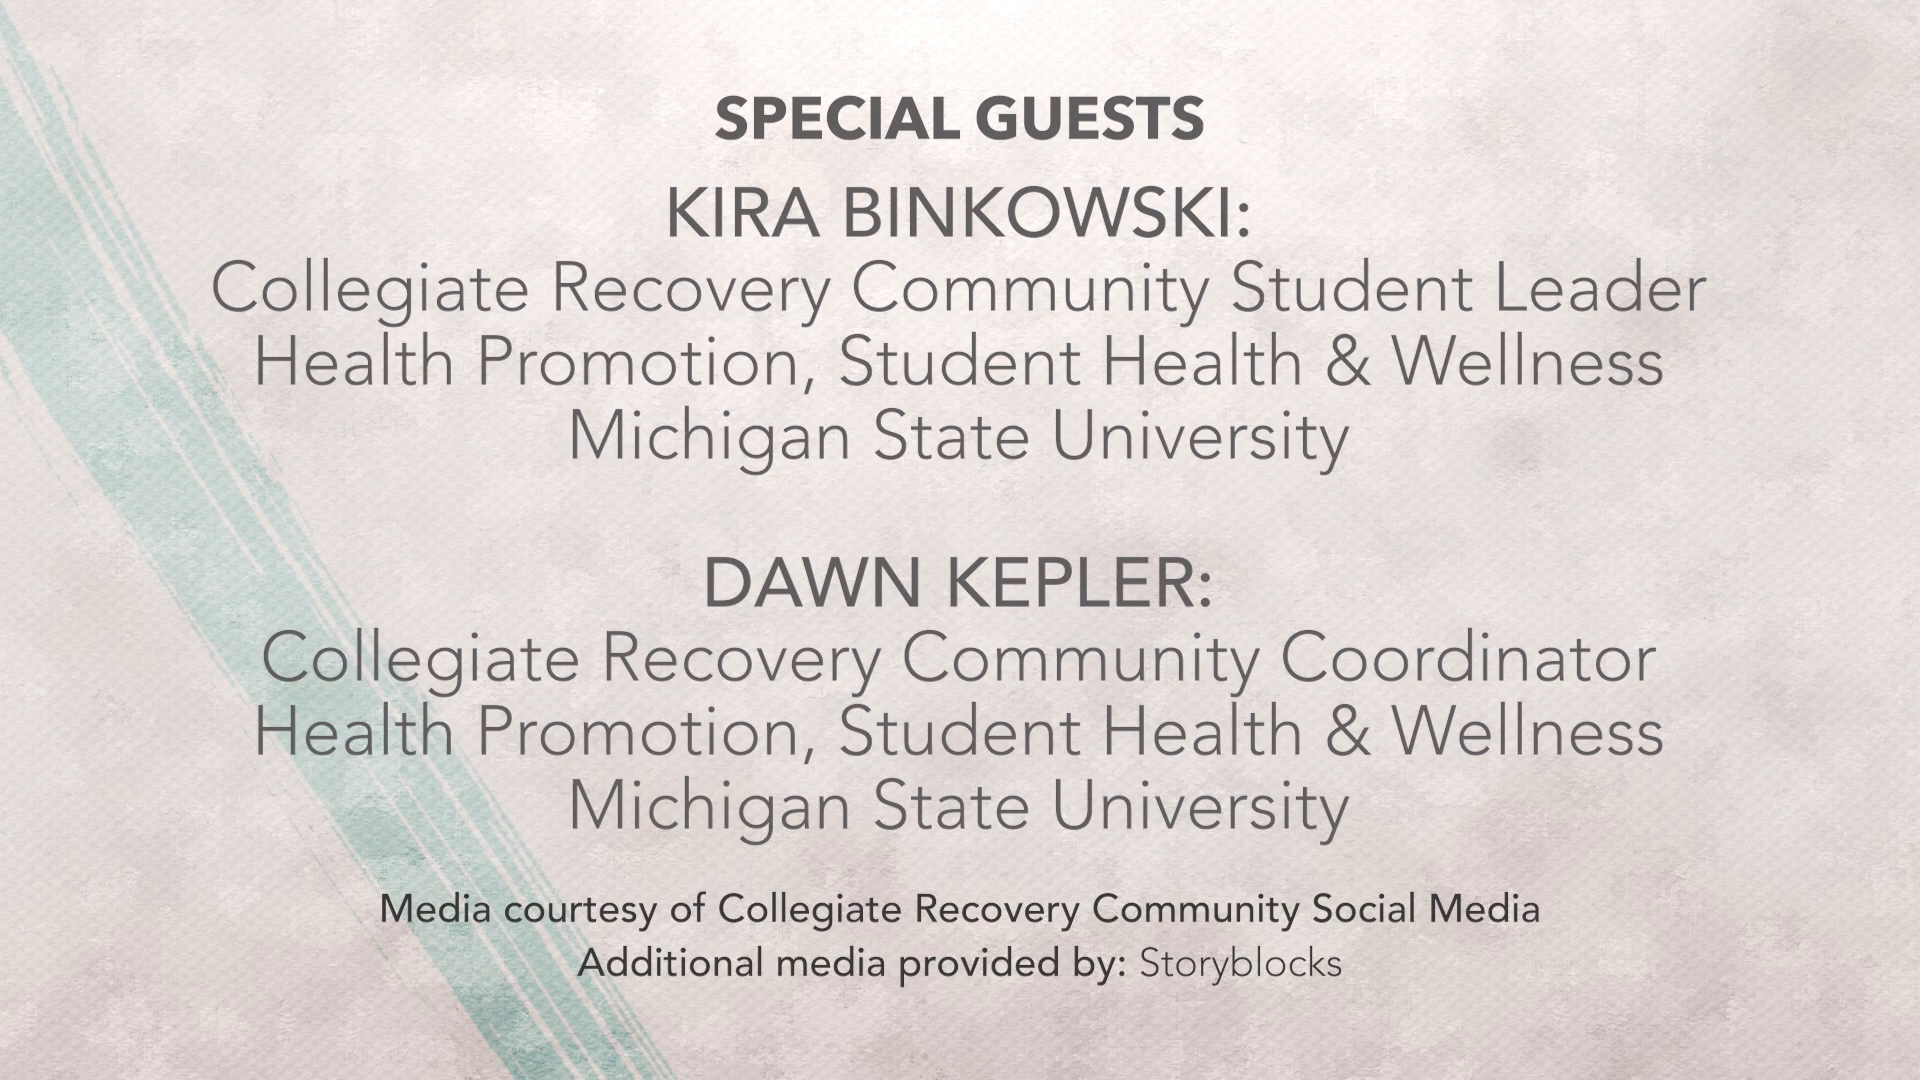 SPECIAL GUESTS
KIRA BINKOWSKI:
Collegiate Recovery Community Student Leader
Health Promotion, Student Health & Wellness
Michigan State University
DAWN KEPLER:
Collegiate Recovery Community Coordinator
Health Promotion, Student Health & Wellness
Michigan State University
Media courtesy of Collegiate Recovery Community Social Media
Additional media provided by: Storyblocks